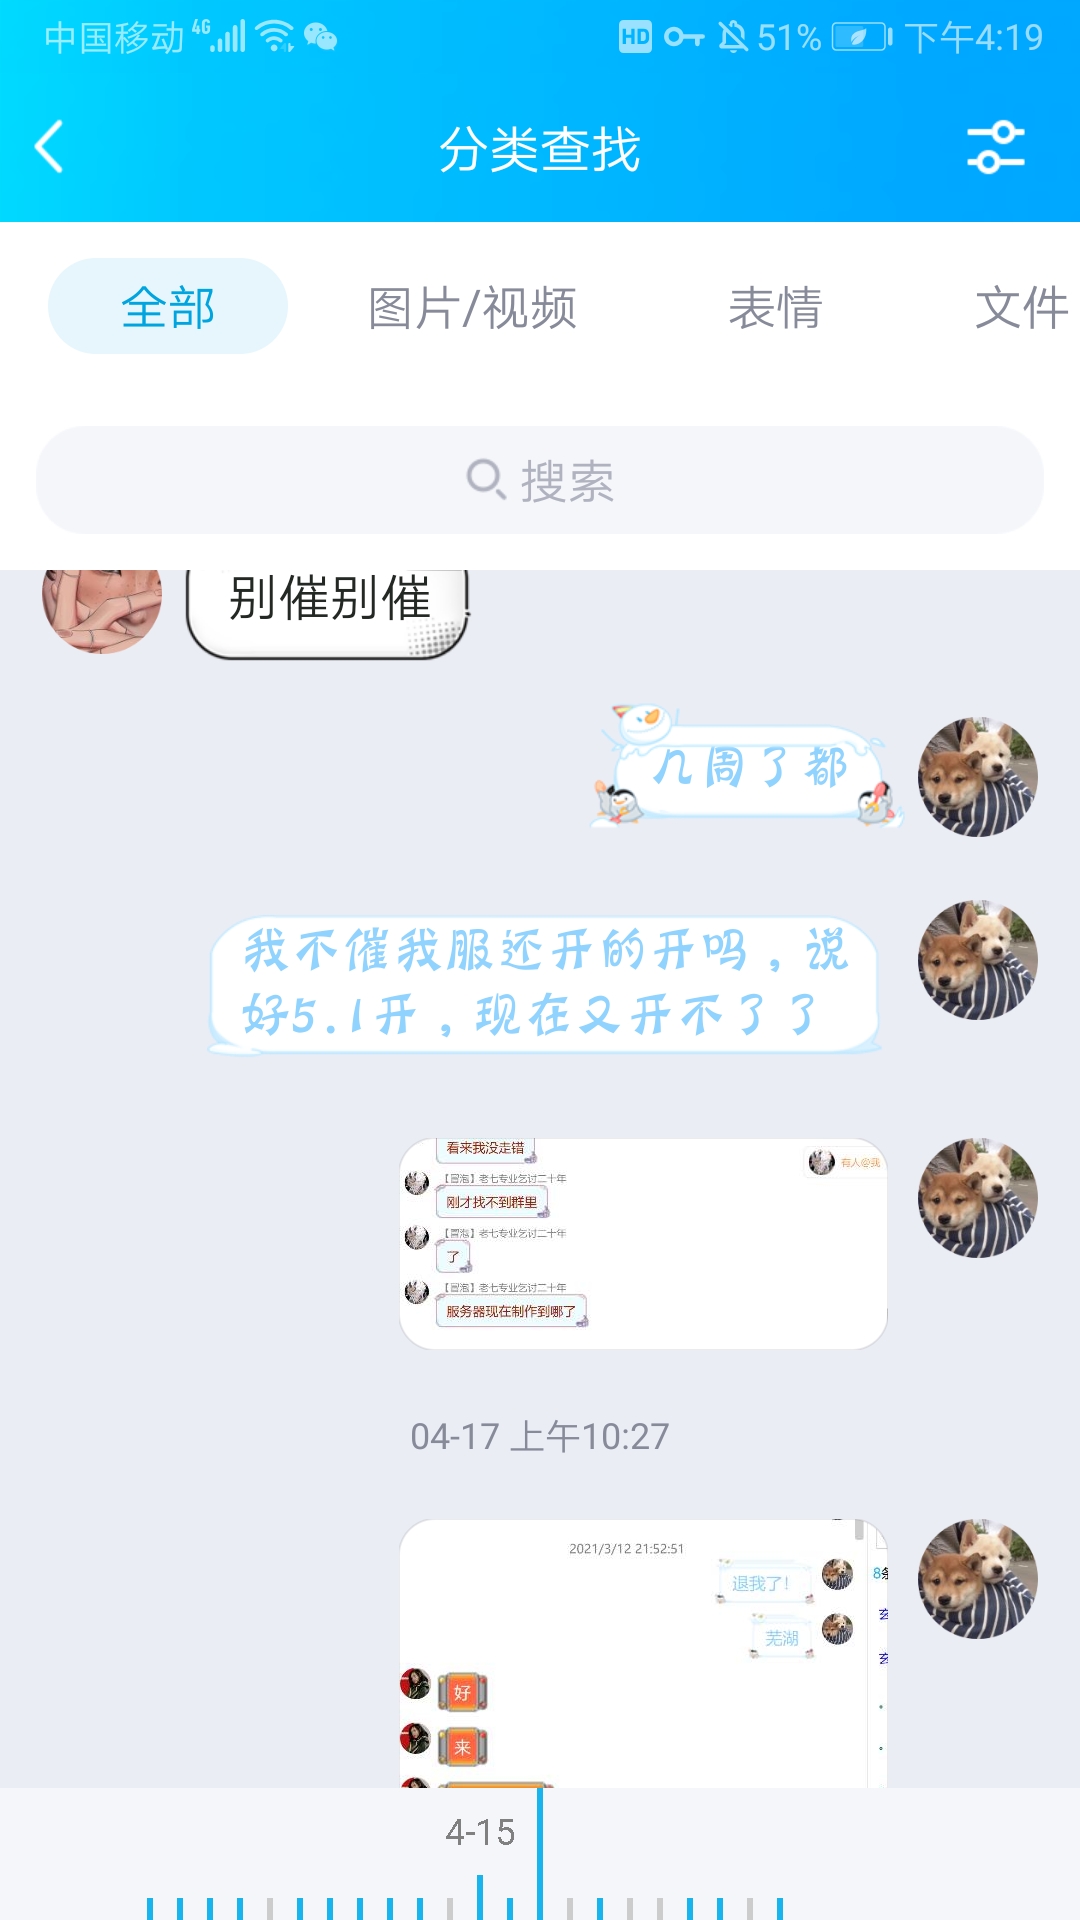 中国移动 4G HD 51% 下午4:19
分类查找
全部 图片/视频 表情 文件
搜索
别催别催
几周了都
我不催我服还开的开吗，说
好5.1开，现在又开不了了
看来我没走错
有人@我
【冒泡】老七专业乞讨二十年
刚才找不到群里
【冒泡】老七专业乞讨二十年
了
【冒泡】老七专业乞讨二十年
服务器现在制作到哪了
04-17 上午10:27
2021/3/12 21:52:51
退我了!
8条
芜湖
玄
玄
好
来
4-15